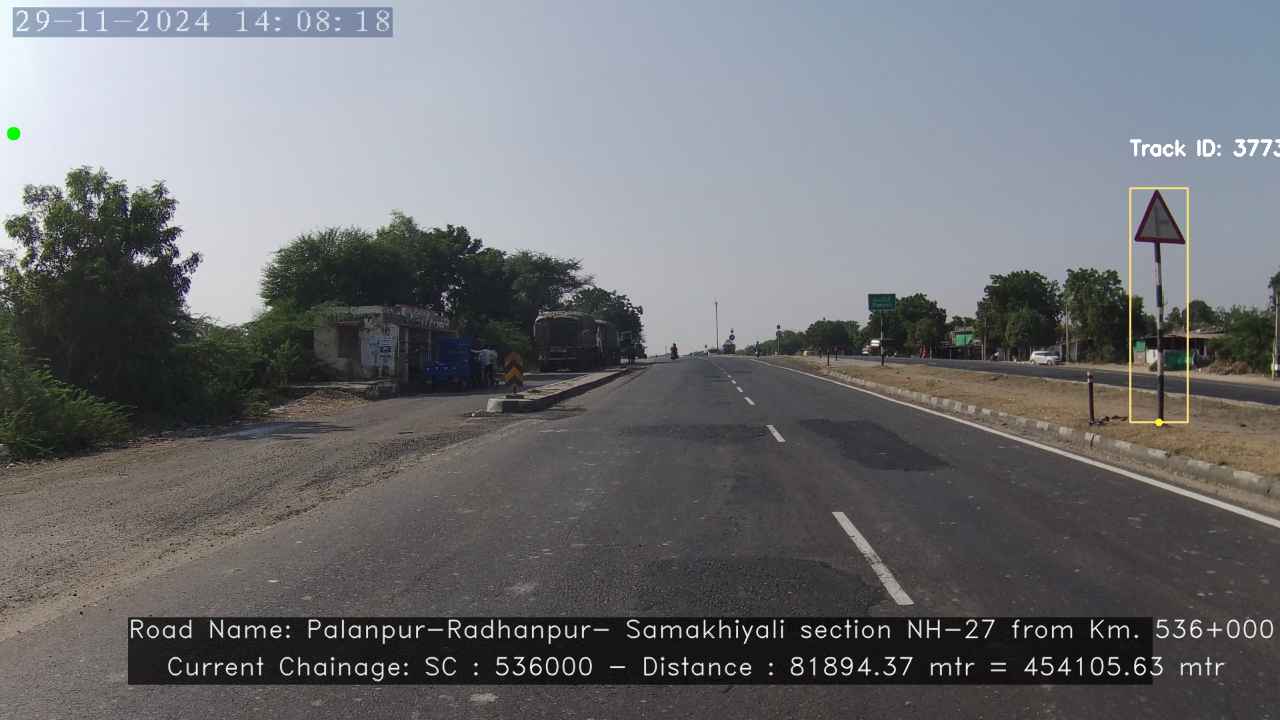 29-11-2024 14:08:18
Track ID: 3773
Road Name: Palanpur-Radhanpur- Samakhiyali section NH-27 from Km. 536+000
Current Chainage: SC : 536000 - Distance : 81894.37 mtr = 454105.63 mtr